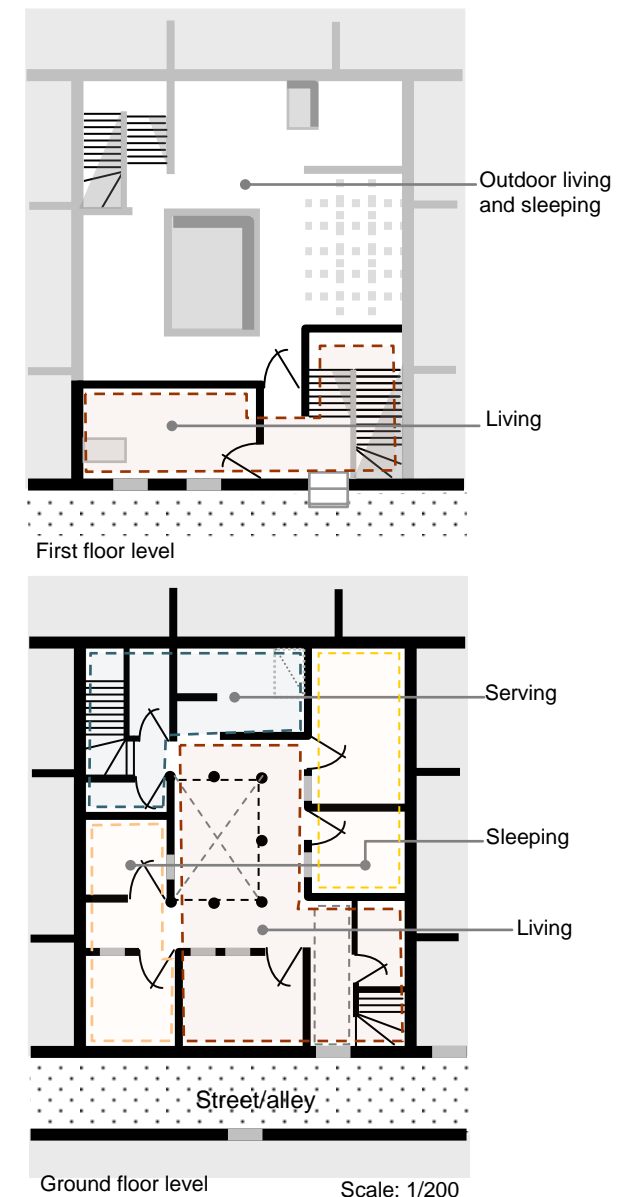 Outdoor living
and sleeping
Living
First floor level
Serving
Sleeping
Living
Street/alley
Ground floor level
Scale: 1/200